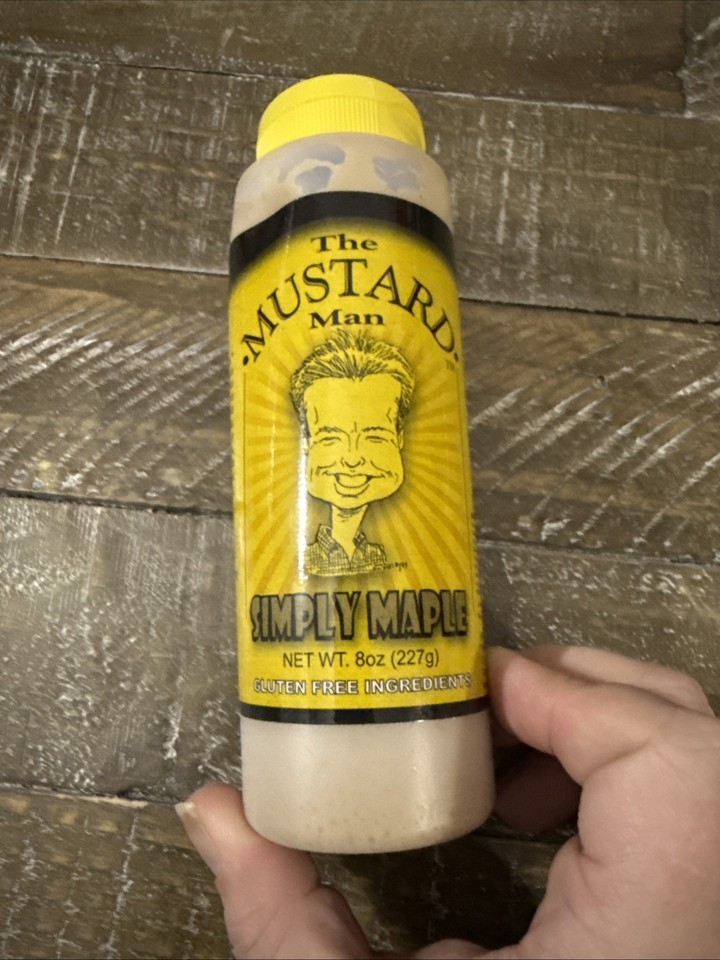 The
·MUSTARD·
Man
SIMPLY MAPLE
NET WT. 8oz (227g)
GLUTEN FREE INGREDIENTS